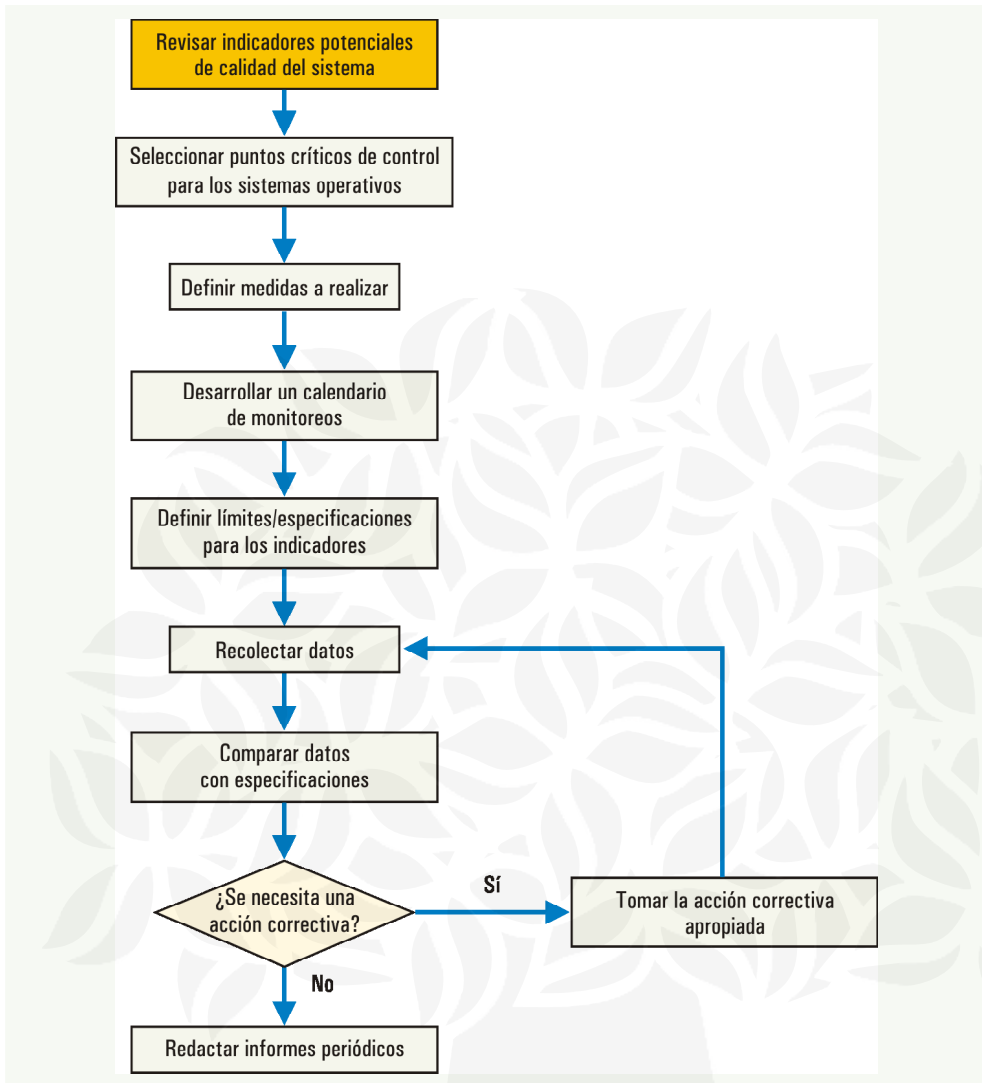 Revisar indicadores potenciales
de calidad del sistema
Seleccionar puntos críticos de control
para los sistemas operativos
Definir medidas a realizar
Desarrollar un calendario
de monitoreos
Definir límites/especificaciones
para los indicadores
Recolectar datos
Comparar datos
con especificaciones
¿Se necesita una
acción correctiva?
Sí
Tomar la acción correctiva
apropiada
No
Redactar informes periódicos